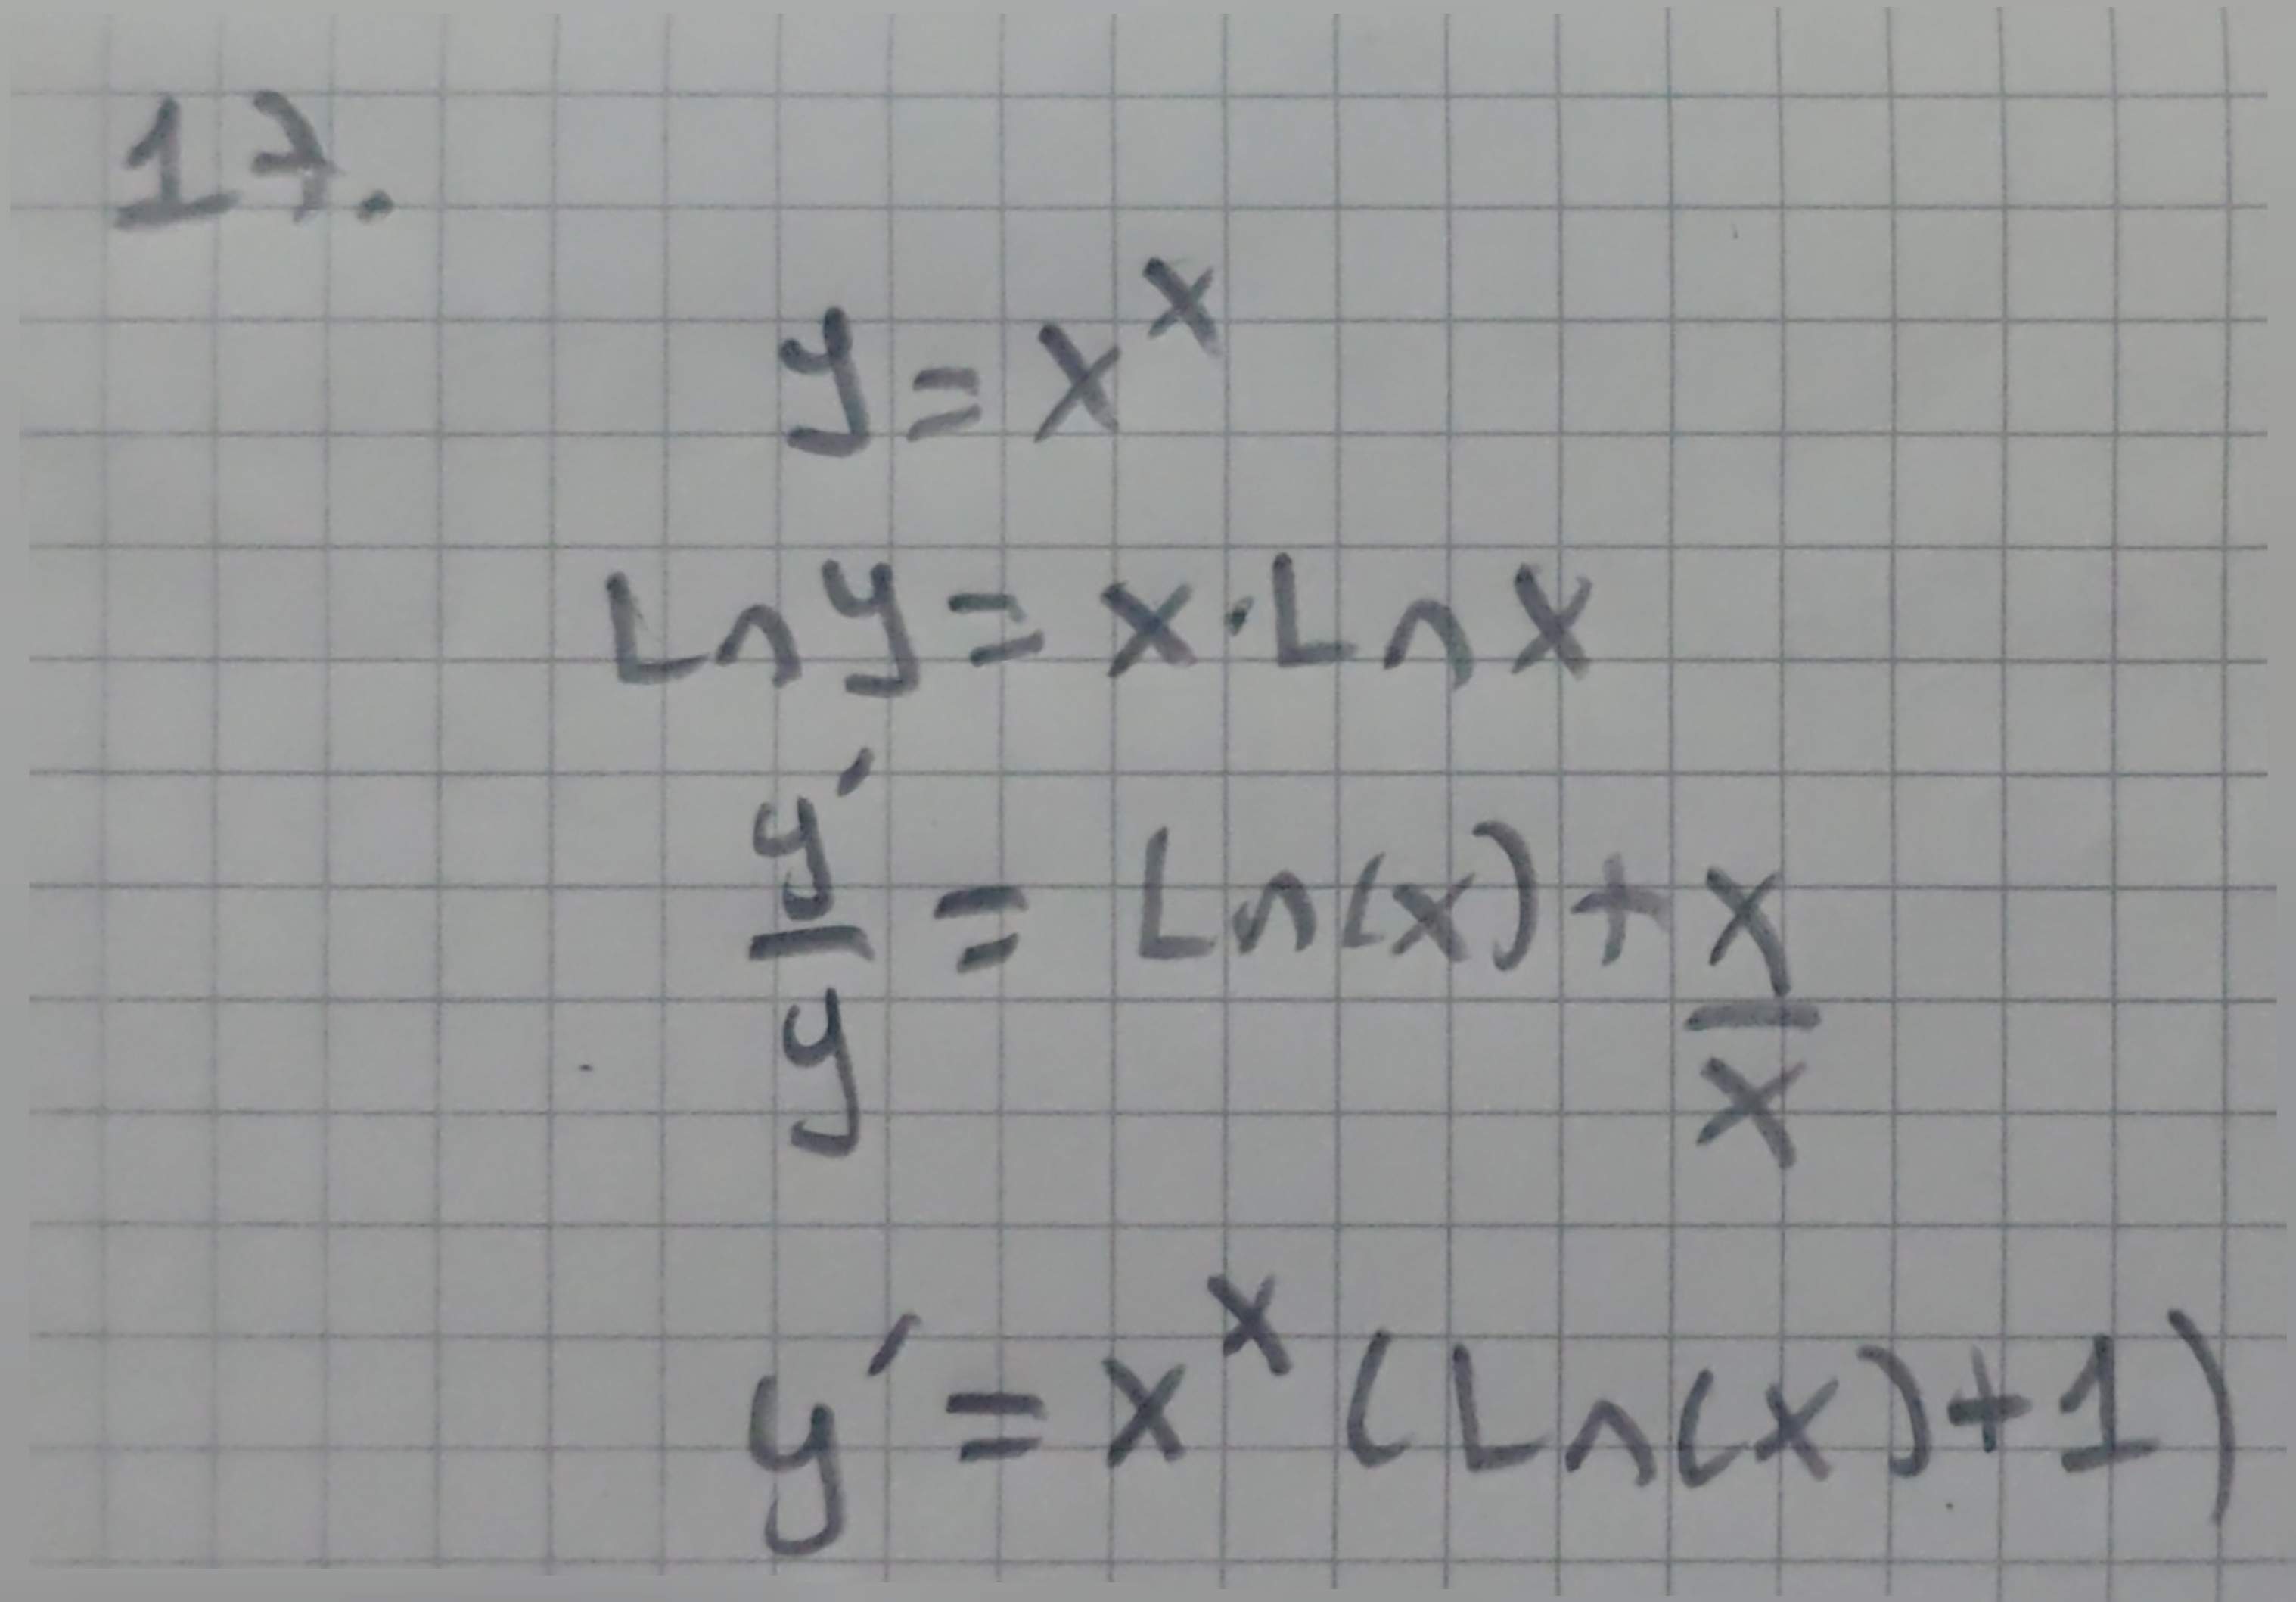 17.
y = x^x
Ln y = x · Ln x
y′/y = Ln(x) + x/x
y′ = x^x (Ln(x) + 1)